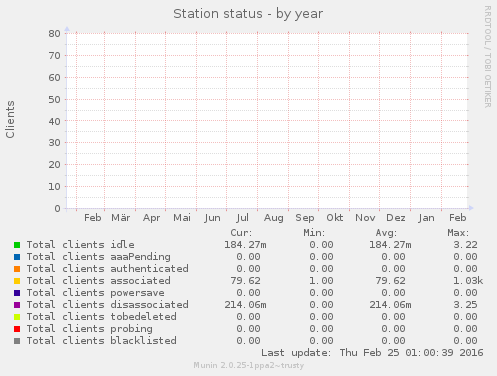 Station status - by year
RRDTOOL / TOBI OETIKER
Clients
80
70
60
50
40
30
20
10
0
Feb Mär Apr Mai Jun Jul Aug Sep Okt Nov Dez Jan Feb
Cur: Min: Avg: Max:
Total clients idle 184.27m 0.00 184.27m 3.22
Total clients aaaPending 0.00 0.00 0.00 0.00
Total clients authenticated 0.00 0.00 0.00 0.00
Total clients associated 79.62 1.00 79.62 1.03k
Total clients powersave 0.00 0.00 0.00 0.00
Total clients disassociated 214.06m 0.00 214.06m 3.25
Total clients tobedeleted 0.00 0.00 0.00 0.00
Total clients probing 0.00 0.00 0.00 0.00
Total clients blacklisted 0.00 0.00 0.00 0.00
Last update: Thu Feb 25 01:00:39 2016
Munin 2.0.25-1ppa2~trusty